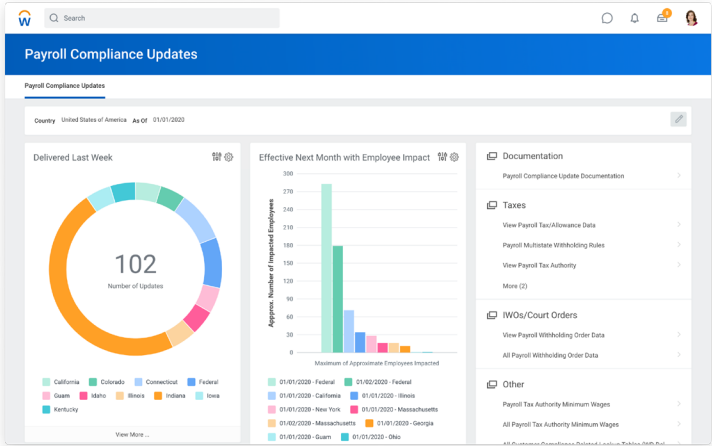 Search
Payroll Compliance Updates
Payroll Compliance Updates
Country United States of America As Of 01/01/2020
Delivered Last Week
102
Number of Updates
California Colorado Connecticut Federal
Guam Idaho Illinois Indiana Iowa
Kentucky
View More ...
Effective Next Month with Employee Impact
Appprox. Number of Impacted Employees
300
270
240
210
180
150
120
90
60
30
0
Maximum of Approximate Employees Impacted
01/01/2020 - Federal 01/02/2020 - Federal
01/01/2020 - California 01/01/2020 - Illinois
01/01/2020 - New York 01/01/2020 - Massachusetts
01/02/2020 - Massachusetts 01/01/2020 - Georgia
01/01/2020 - Guam 01/01/2020 - Ohio
Documentation
Payroll Compliance Update Documentation
Taxes
View Payroll Tax/Allowance Data
Payroll Multistate Withholding Rules
View Payroll Tax Authority
More (2)
IWOs/Court Orders
View Payroll Withholding Order Data
All Payroll Withholding Order Data
Other
Payroll Tax Authority Minimum Wages
All Payroll Tax Authority Minimum Wages